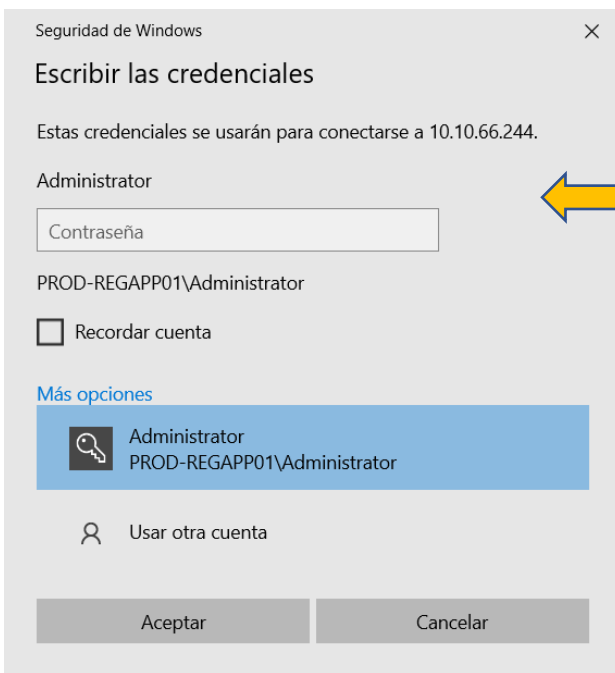 Seguridad de Windows
Escribir las credenciales
Estas credenciales se usarán para conectarse a 10.10.66.244.
Administrator
Contraseña
PROD-REGAPP01\Administrator
Recordar cuenta
Más opciones
Administrator
PROD-REGAPP01\Administrator
Usar otra cuenta
Aceptar
Cancelar